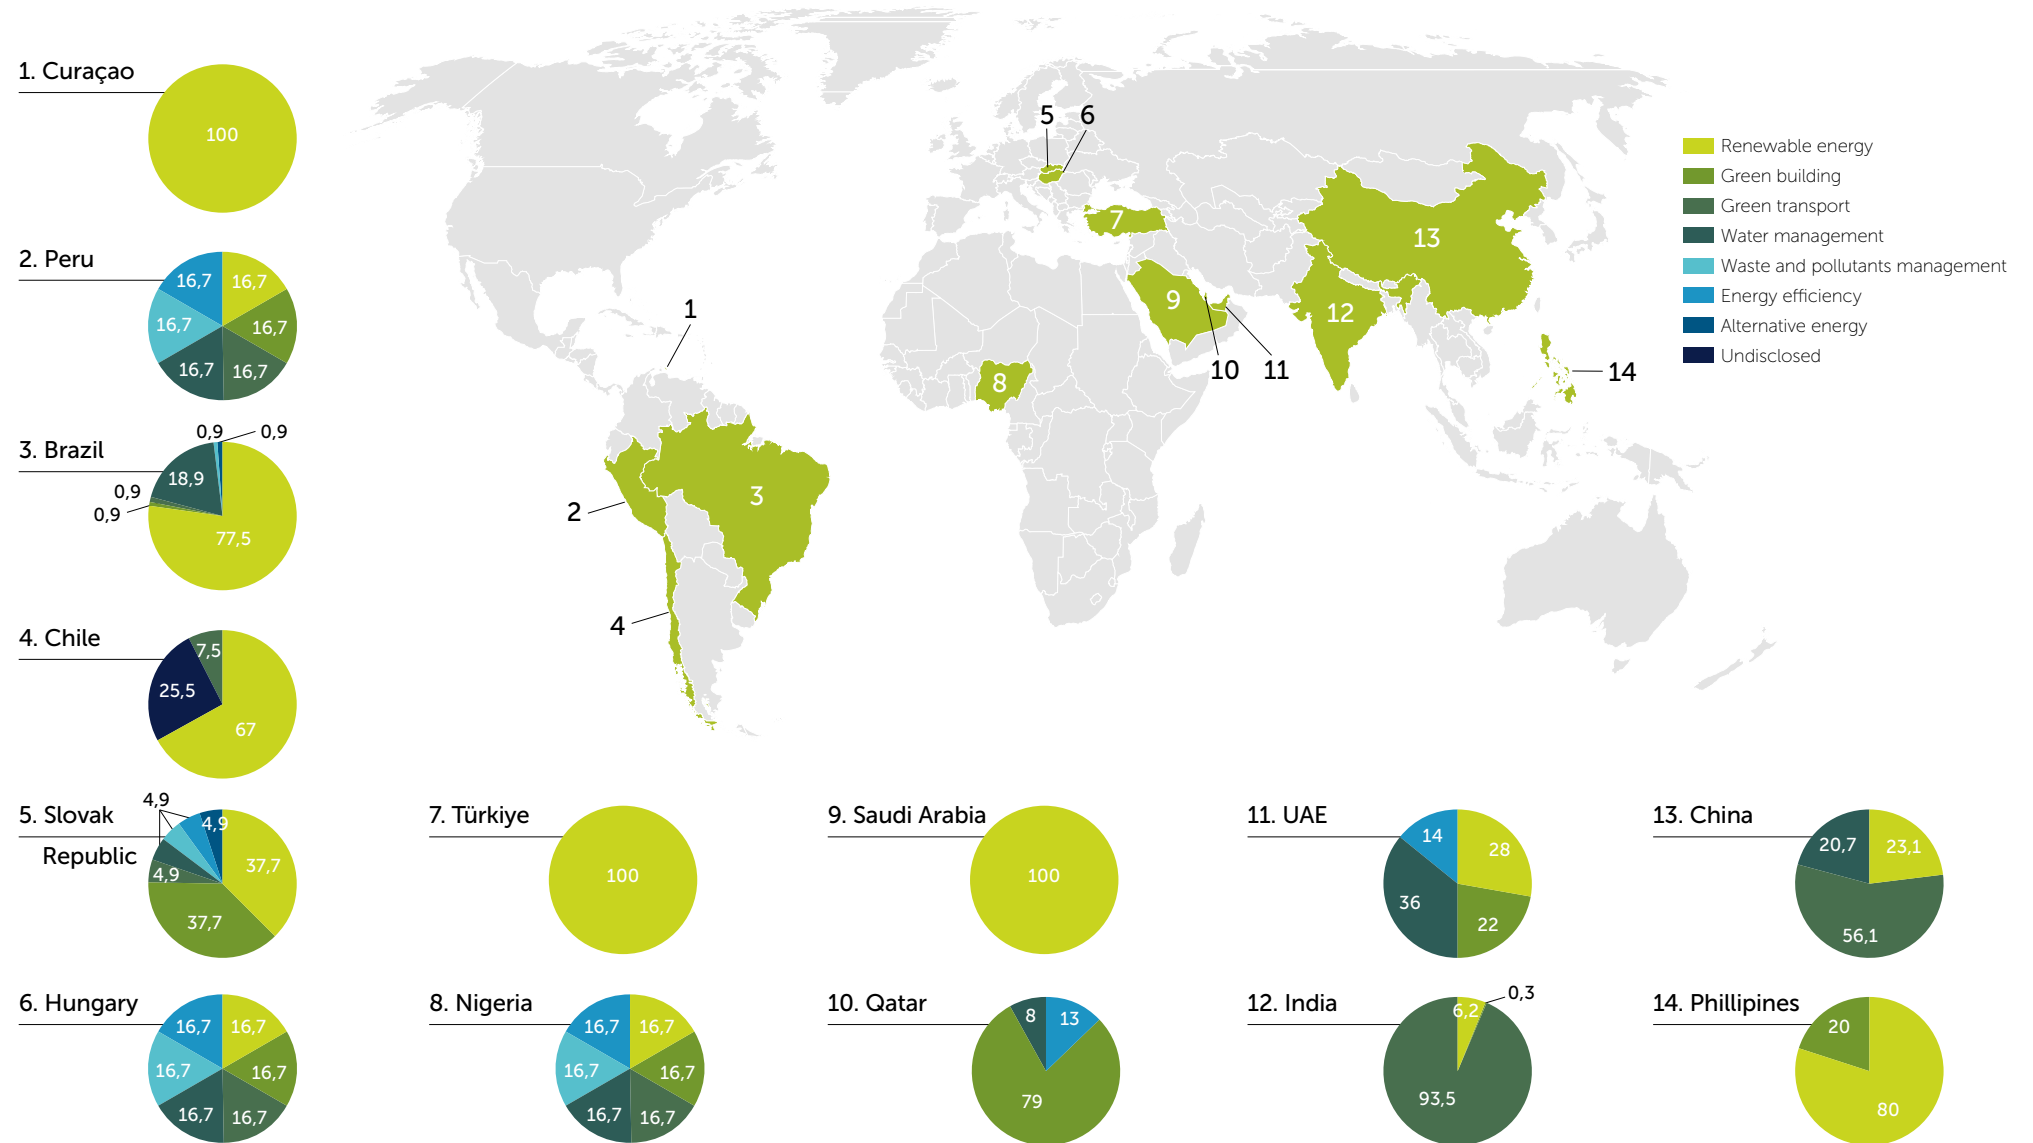 1. Curaçao
100
2. Peru
16,7
16,7
16,7
16,7
16,7
16,7
3. Brazil
0,9
0,9
18,9
0,9
0,9
77,5
4. Chile
7,5
25,5
67
5. Slovak
Republic
4,9
4,9
37,7
4,9
37,7
6. Hungary
16,7
16,7
16,7
16,7
16,7
16,7
7. Türkiye
100
8. Nigeria
16,7
16,7
16,7
16,7
16,7
16,7
9. Saudi Arabia
100
10. Qatar
8
13
79
11. UAE
14
28
36
22
12. India
6,2
0,3
93,5
13. China
20,7
23,1
56,1
14. Phillipines
20
80
1
2
3
4
5
6
7
8
9
10
11
12
13
14
Renewable energy
Green building
Green transport
Water management
Waste and pollutants management
Energy efficiency
Alternative energy
Undisclosed